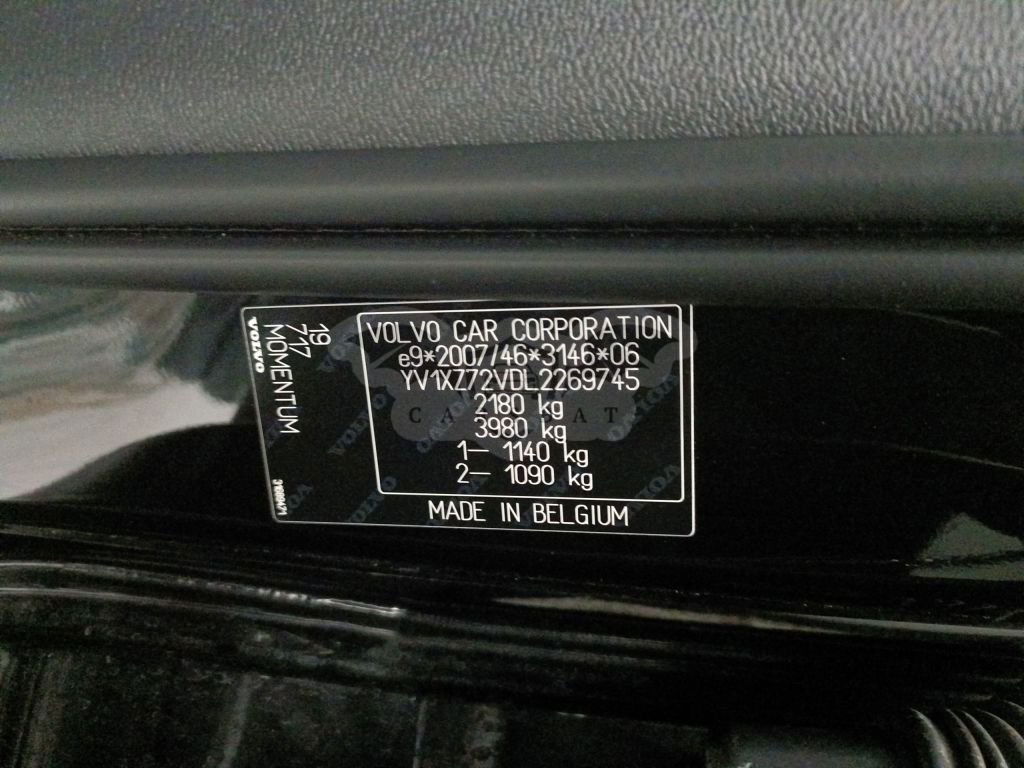 VOLVO CAR CORPORATION
e9*2007/46*3146*06
YV1XZ72VDL2269745
2180 kg
3980 kg
1— 1140 kg
2— 1090 kg
MADE IN BELGIUM
19
717
MOMENTUM
VOLVO